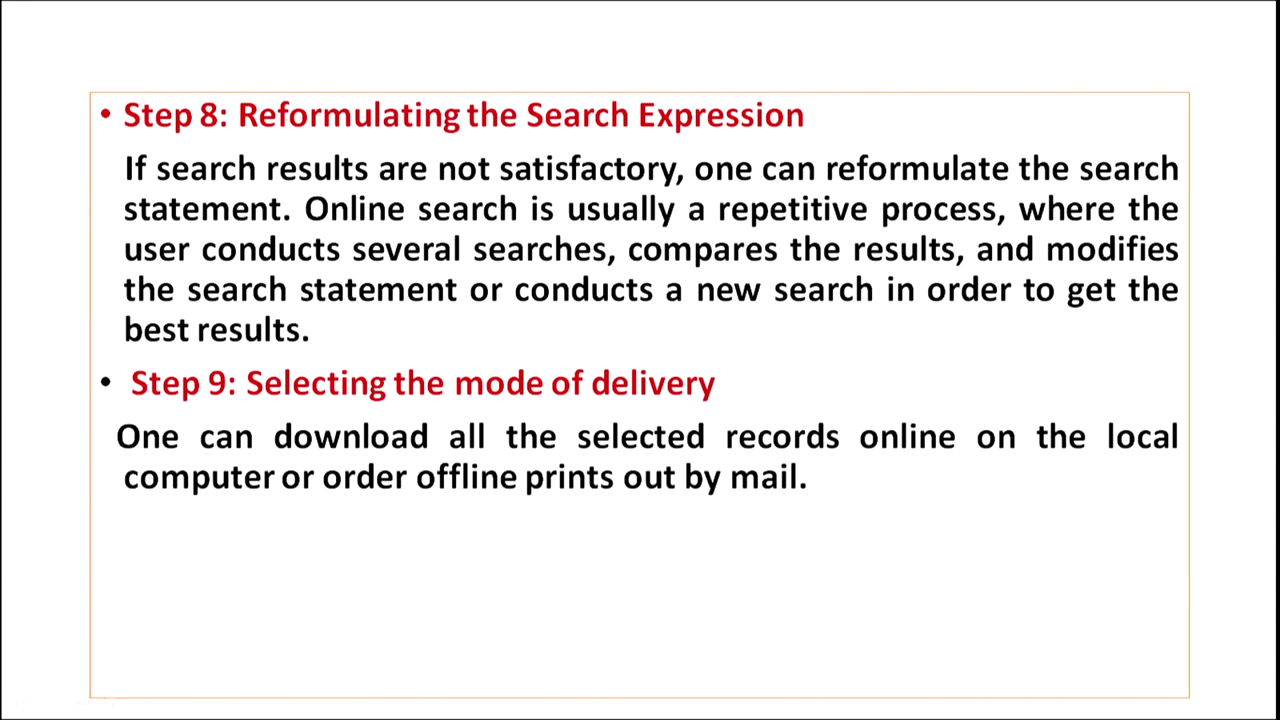 • Step 8: Reformulating the Search Expression
If search results are not satisfactory, one can reformulate the search
statement. Online search is usually a repetitive process, where the
user conducts several searches, compares the results, and modifies
the search statement or conducts a new search in order to get the
best results.
• Step 9: Selecting the mode of delivery
One can download all the selected records online on the local
computer or order offline prints out by mail.